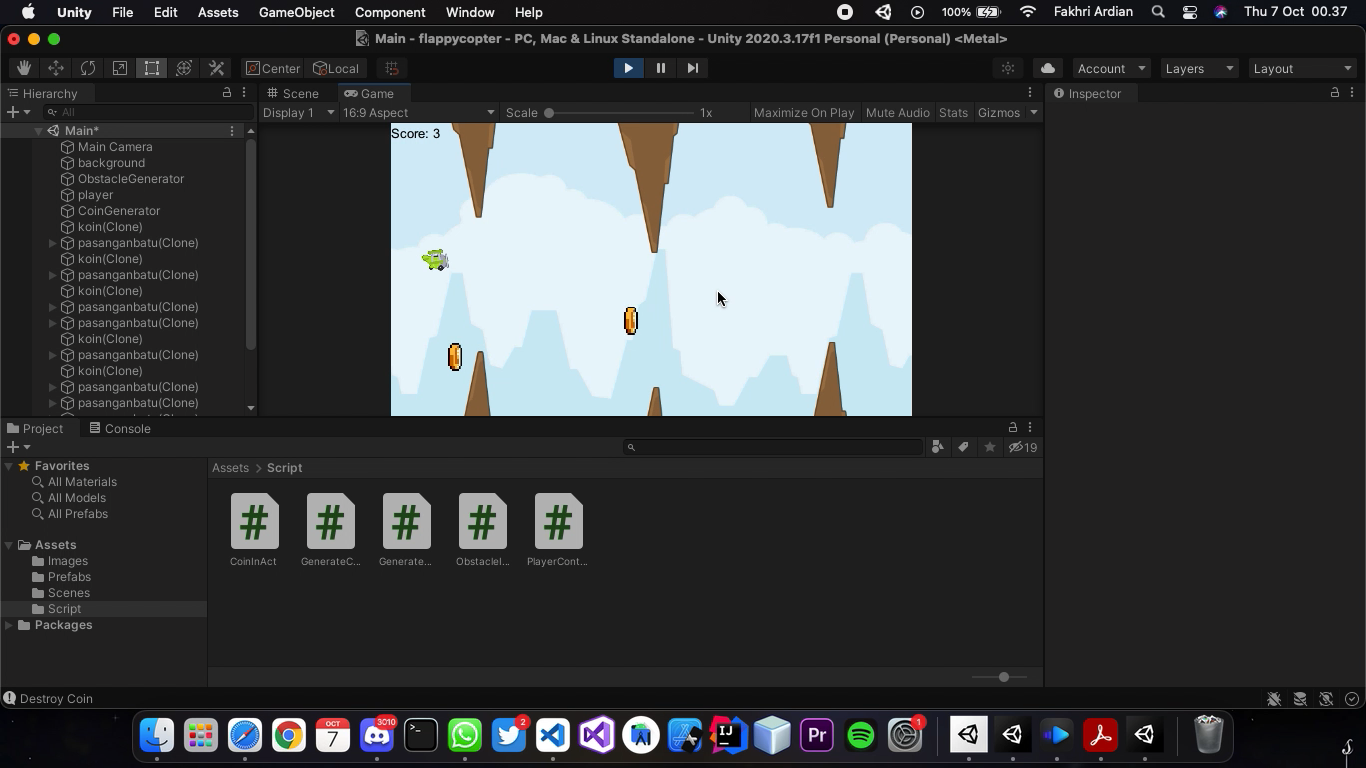 Unity File Edit Assets GameObject Component Window Help 100% Fakhri Ardian Thu 7 Oct 00.37
Main - flappycopter - PC, Mac & Linux Standalone - Unity 2020.3.17f1 Personal (Personal) <Metal>
Center Local Account Layers Layout
Hierarchy Scene Game Inspector
All Display 1 16:9 Aspect Scale 1x Maximize On Play Mute Audio Stats Gizmos
Main*
Main Camera
background
ObstacleGenerator
player
CoinGenerator
koin(Clone)
pasanganbatu(Clone)
koin(Clone)
pasanganbatu(Clone)
koin(Clone)
pasanganbatu(Clone)
pasanganbatu(Clone)
koin(Clone)
pasanganbatu(Clone)
koin(Clone)
pasanganbatu(Clone)
pasanganbatu(Clone)
Score: 3
Project Console
19
Favorites
All Materials
All Models
All Prefabs
Assets
Images
Prefabs
Scenes
Script
Packages
Assets > Script
# # # # #
CoinInAct GenerateC... Generate... ObstacleI... PlayerCont...
Destroy Coin
OCT
7
3010
2
IJ
Pr
1